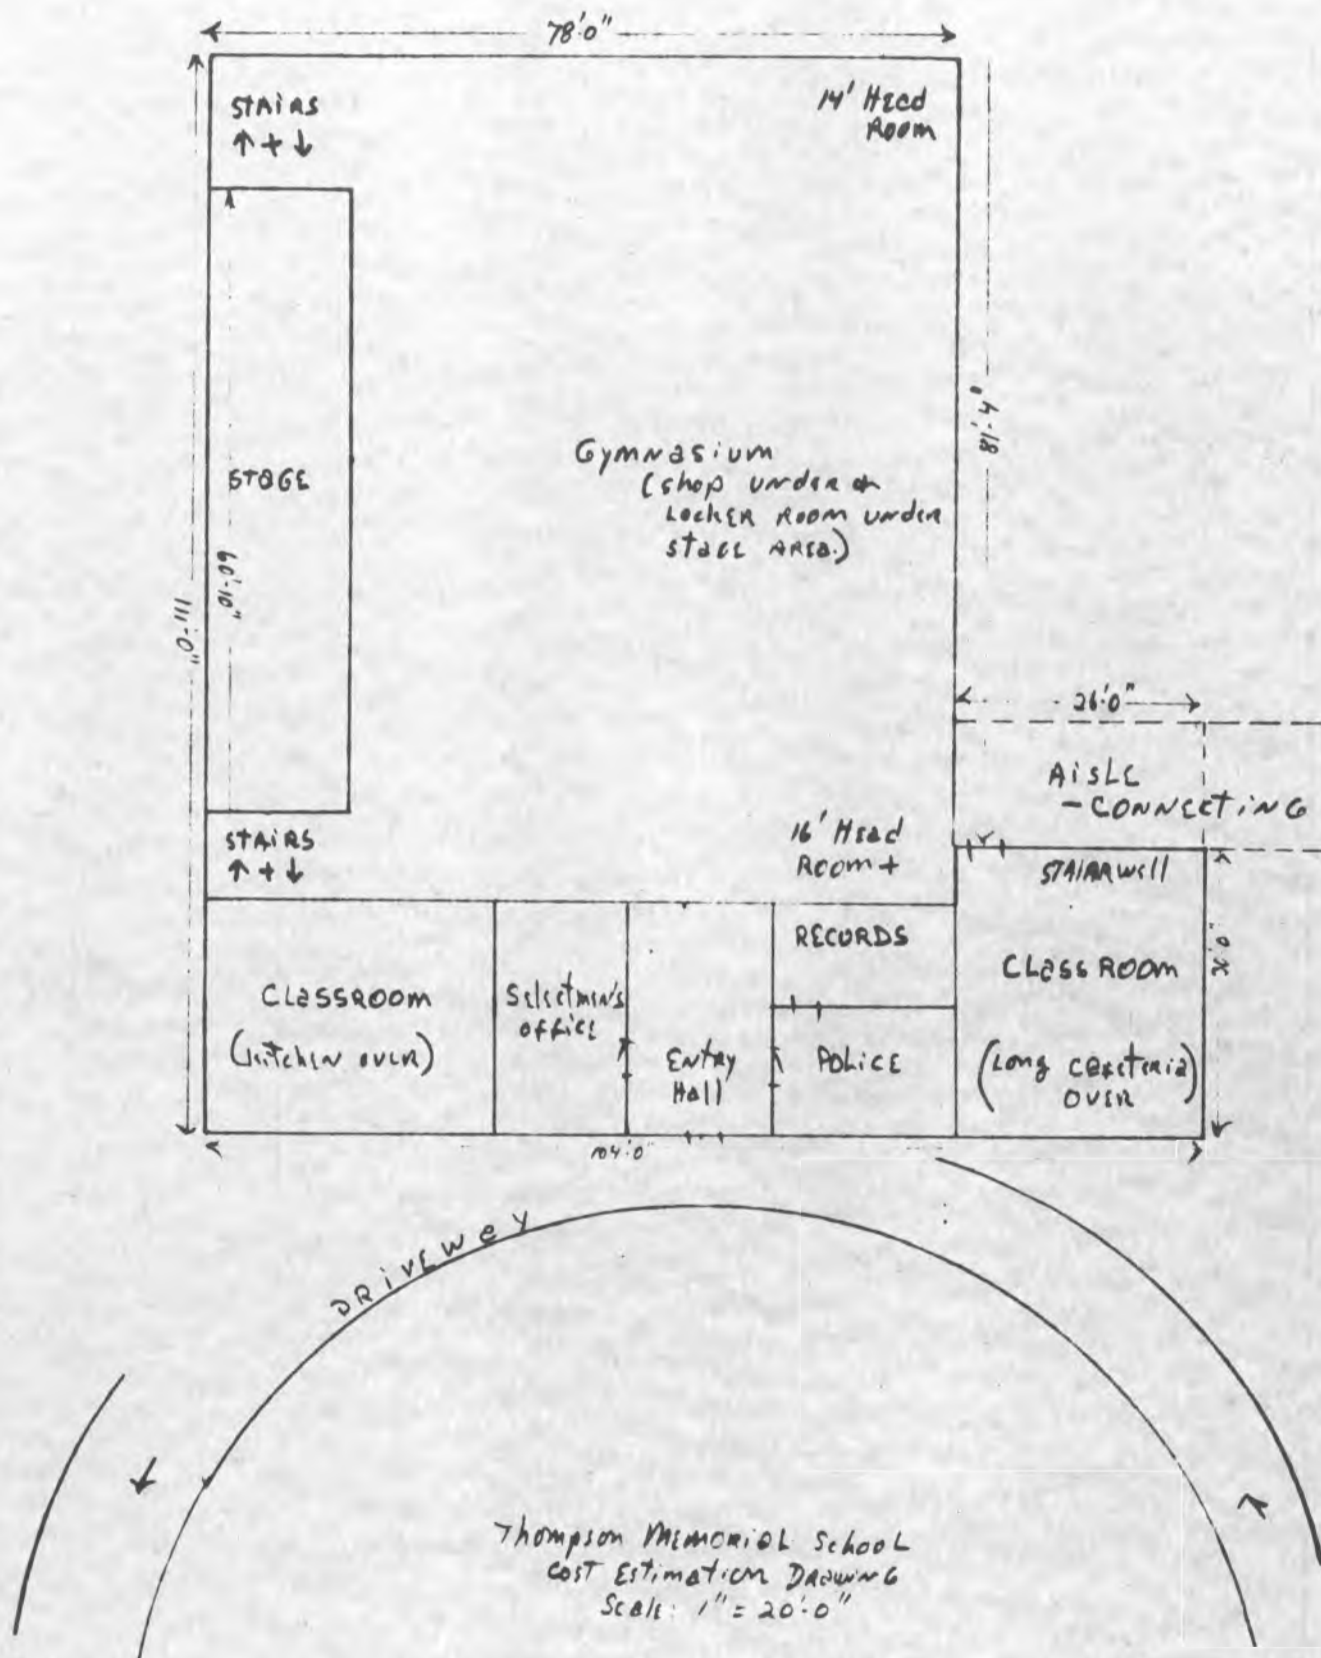 78'0"
STAIRS
↑ + ↓
14' Head
Room
81'-4"
Gymnasium
(shop under &
Locker Room under
stage area.)
STAGE
60'-10"
111'-0"
26'0"
AISLE
- CONNECTING
16' Head
Room +
STAIRS
↑ + ↓
STAIRWELL
RECORDS
CLASSROOM
(Kitchen over)
Selectmen's
office
Entry
Hall
POLICE
CLASSROOM
(Long cafeteria)
OVER
104'-0"
DRIVEWAY
Thompson Memorial School
Cost Estimation Drawing
Scale: 1" = 20'-0"